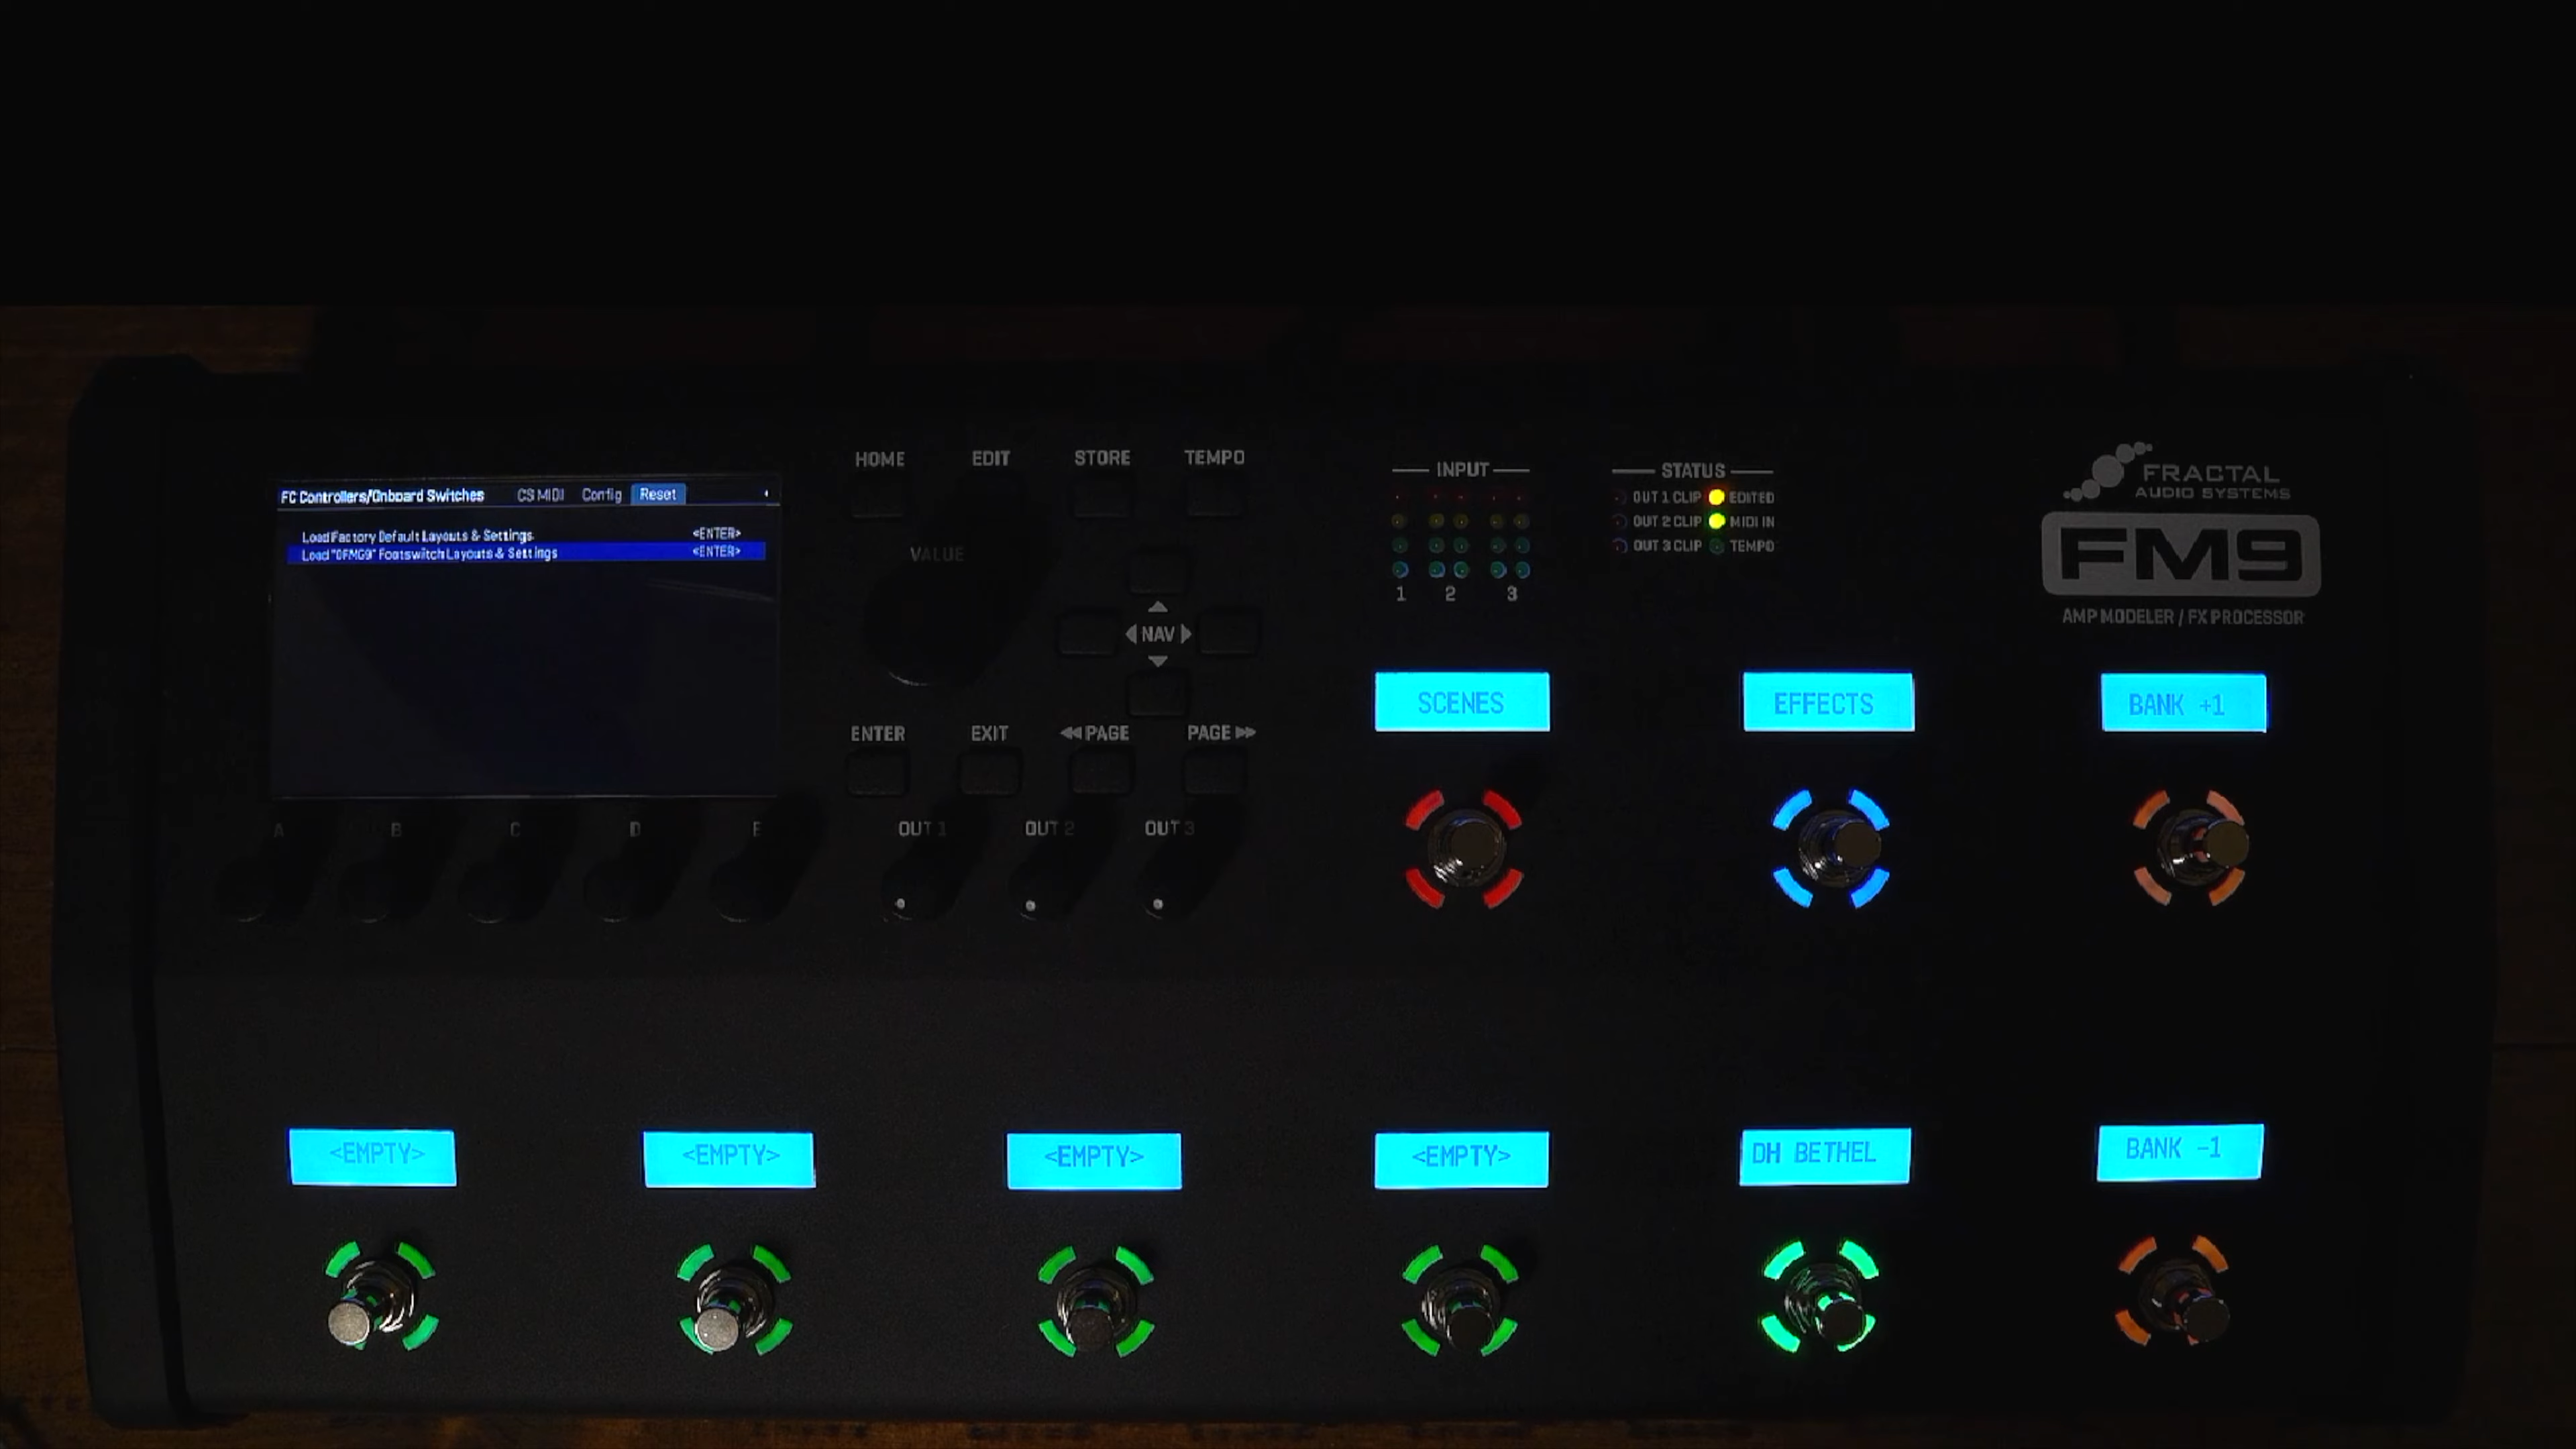 HOME EDIT STORE TEMPO
FC Controllers/Onboard Switches CS MIDI Config Reset
Load Factory Default Layouts & Settings <ENTER>
Load "OFMG9" Footswitch Layouts & Settings <ENTER>
VALUE
NAV
ENTER EXIT PAGE PAGE
A B C D E OUT 1 OUT 2 OUT 3
INPUT
1 2 3
STATUS
OUT 1 CLIP EDITED
OUT 2 CLIP MIDI IN
OUT 3 CLIP TEMPO
FRACTAL
AUDIO SYSTEMS
FM9
AMP MODELER / FX PROCESSOR
SCENES EFFECTS BANK +1
<EMPTY> <EMPTY> <EMPTY> <EMPTY> DH BETHEL BANK -1